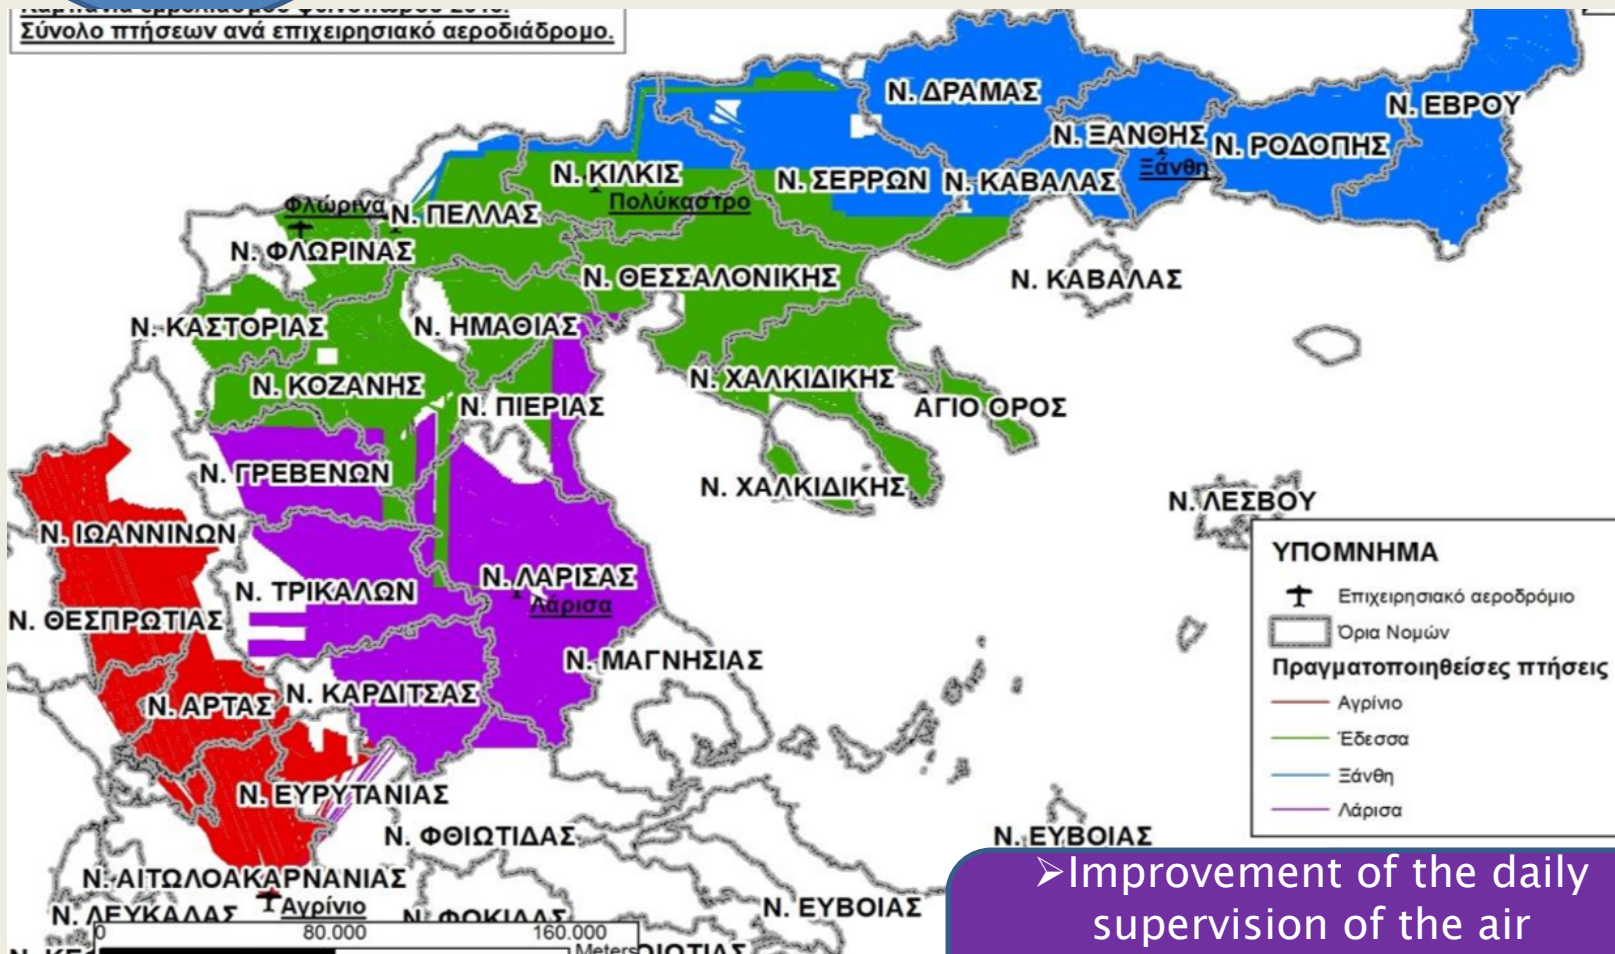 Σύνολο πτήσεων ανά επιχειρησιακό αεροδιάδρομο.
Ν. ΔΡΑΜΑΣ
Ν. ΕΒΡΟΥ
Ν. ΞΑΝΘΗΣ
Ν. ΡΟΔΟΠΗΣ
Ξάνθη
Ν. ΚΙΛΚΙΣ
Ν. ΣΕΡΡΩΝ
Ν. ΚΑΒΑΛΑΣ
Πολύκαστρο
Φλώρινα
Ν. ΠΕΛΛΑΣ
Ν. ΦΛΩΡΙΝΑΣ
Ν. ΘΕΣΣΑΛΟΝΙΚΗΣ
Ν. ΚΑΒΑΛΑΣ
Ν. ΚΑΣΤΟΡΙΑΣ
Ν. ΗΜΑΘΙΑΣ
Ν. ΚΟΖΑΝΗΣ
Ν. ΧΑΛΚΙΔΙΚΗΣ
Ν. ΠΙΕΡΙΑΣ
ΑΓΙΟ ΟΡΟΣ
Ν. ΓΡΕΒΕΝΩΝ
Ν. ΧΑΛΚΙΔΙΚΗΣ
Ν. ΛΕΣΒΟΥ
Ν. ΙΩΑΝΝΙΝΩΝ
Ν. ΤΡΙΚΑΛΩΝ
Ν. ΛΑΡΙΣΑΣ
Λάρισα
Ν. ΘΕΣΠΡΩΤΙΑΣ
Ν. ΜΑΓΝΗΣΙΑΣ
Ν. ΑΡΤΑΣ
Ν. ΚΑΡΔΙΤΣΑΣ
Ν. ΕΥΡΥΤΑΝΙΑΣ
Ν. ΦΘΙΩΤΙΔΑΣ
Ν. ΕΥΒΟΙΑΣ
Ν. ΑΙΤΩΛΟΑΚΑΡΝΑΝΙΑΣ
Αγρίνιο
Ν. ΛΕΥΚΑΔΑΣ
Ν. ΦΩΚΙΔΑΣ
Ν. ΕΥΒΟΙΑΣ
0 80.000 160.000
Meters
ΥΠΟΜΝΗΜΑ
Επιχειρησιακό αεροδρόμιο
Όρια Νομών
Πραγματοποιηθείσες πτήσεις
Αγρίνιο
Έδεσσα
Ξάνθη
Λάρισα
➢Improvement of the daily
supervision of the air